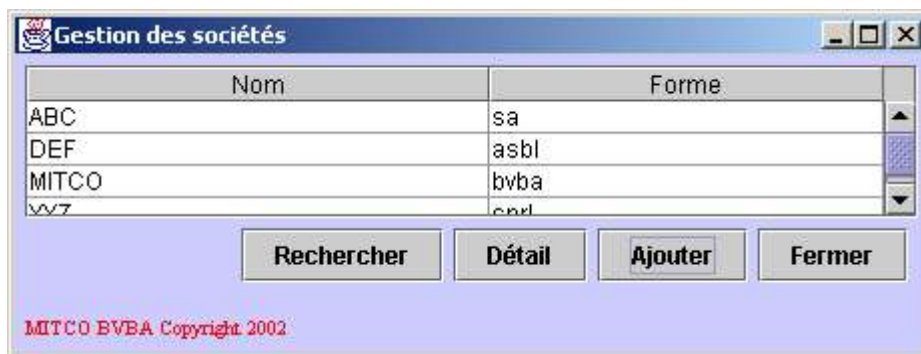 Gestion des sociétés
Nom Forme
ABC sa
DEF asbl
MITCO bvba
Rechercher Détail Ajouter Fermer
MITCO BVBA Copyright 2002